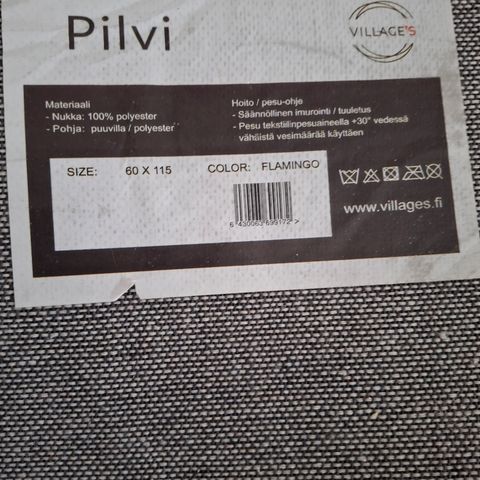 Pilvi
VILLAGE'S
Materiaali
- Nukka: 100% polyester
- Pohja: puuvilla / polyester
Hoito / pesu-ohje
- Säännöllinen imurointi / tuuletus
- Pesu tekstiilinpesuaineella +30° vedessä
vähäistä vesimäärää käyttäen
SIZE: 60 X 115 COLOR: FLAMINGO
6 430063 699172 >
www.villages.fi